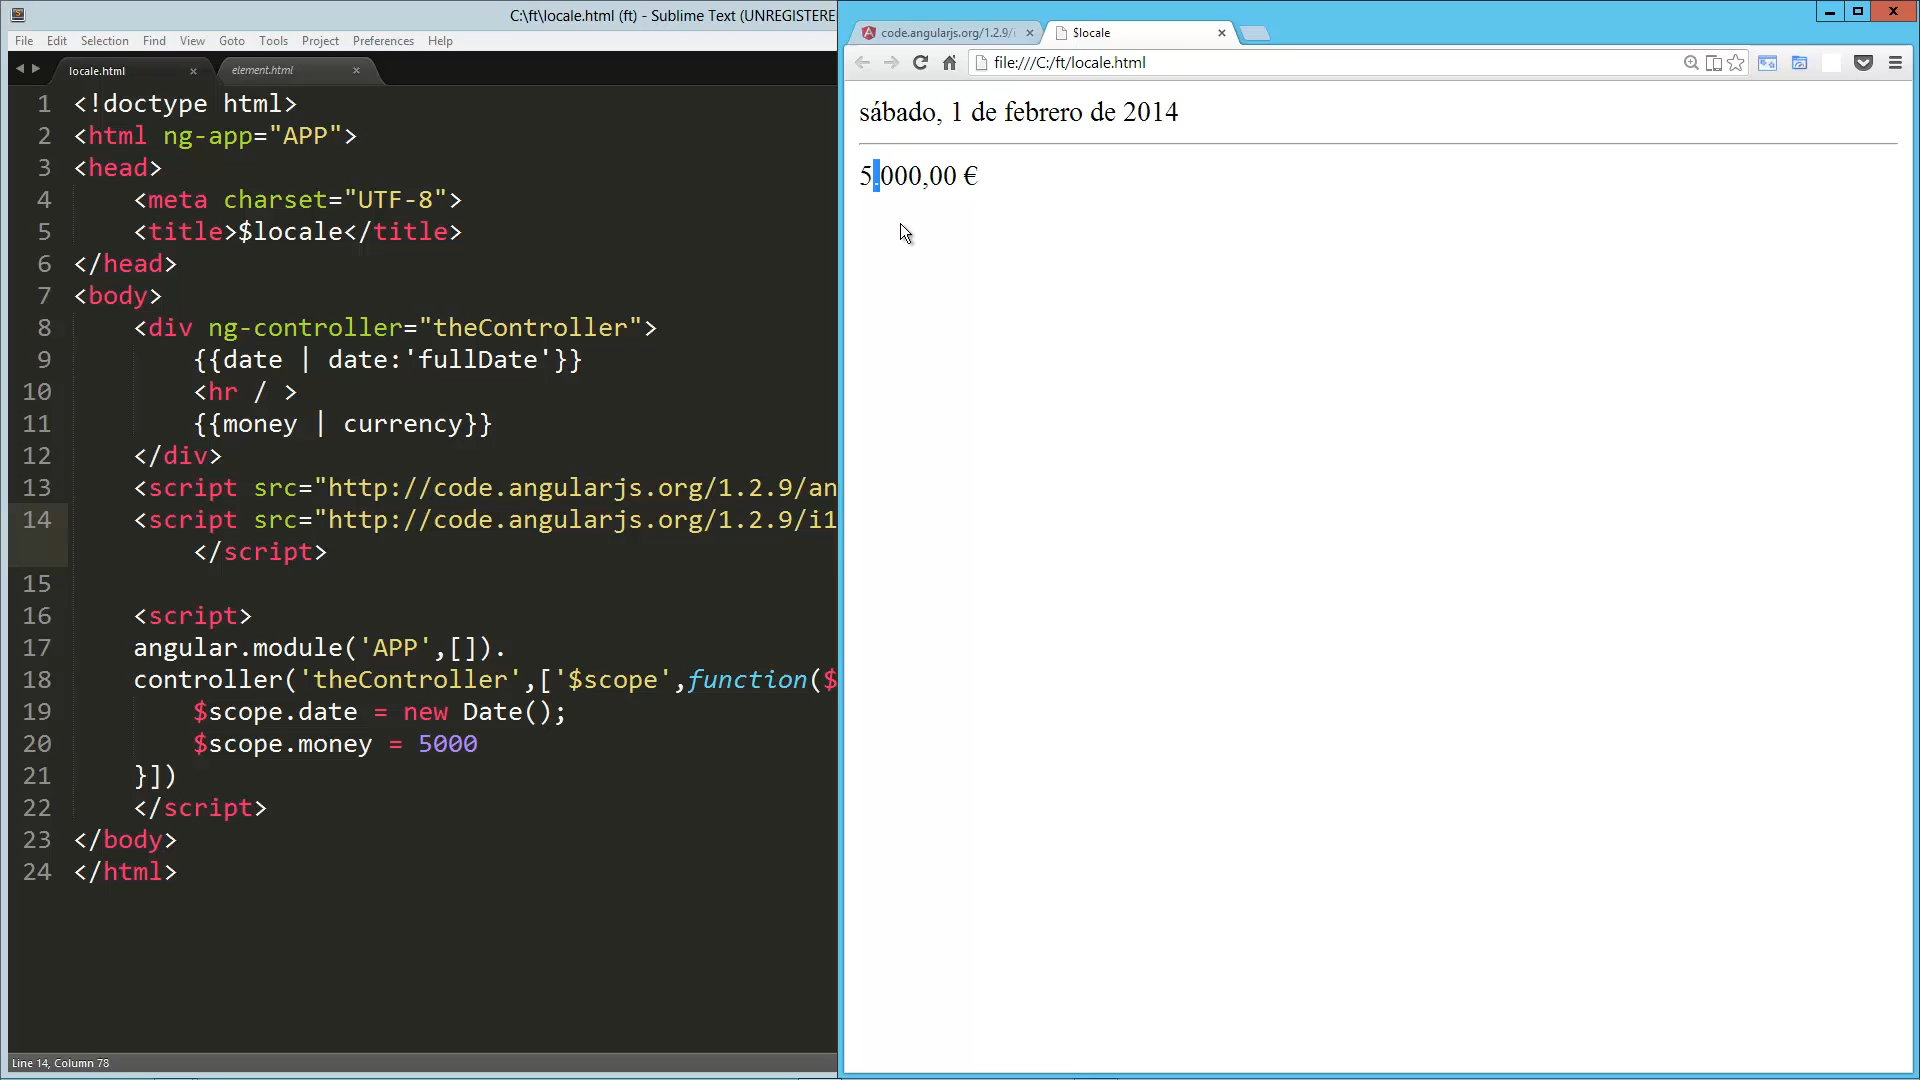 C:\ft\locale.html (ft) - Sublime Text (UNREGISTERE
File Edit Selection Find View Goto Tools Project Preferences Help
locale.html
element.html
1 <!doctype html>
2 <html ng-app="APP">
3 <head>
4 <meta charset="UTF-8">
5 <title>$locale</title>
6 </head>
7 <body>
8 <div ng-controller="theController">
9 {{date | date:'fullDate'}}
10 <hr / >
11 {{money | currency}}
12 </div>
13 <script src="http://code.angularjs.org/1.2.9/an
14 <script src="http://code.angularjs.org/1.2.9/i1
</script>
15
16 <script>
17 angular.module('APP',[]).
18 controller('theController',['$scope',function($
19 $scope.date = new Date();
20 $scope.money = 5000
21 }])
22 </script>
23 </body>
24 </html>
Line 14, Column 78
code.angularjs.org/1.2.9/i
$locale
file:///C:/ft/locale.html
sábado, 1 de febrero de 2014
5.000,00 €